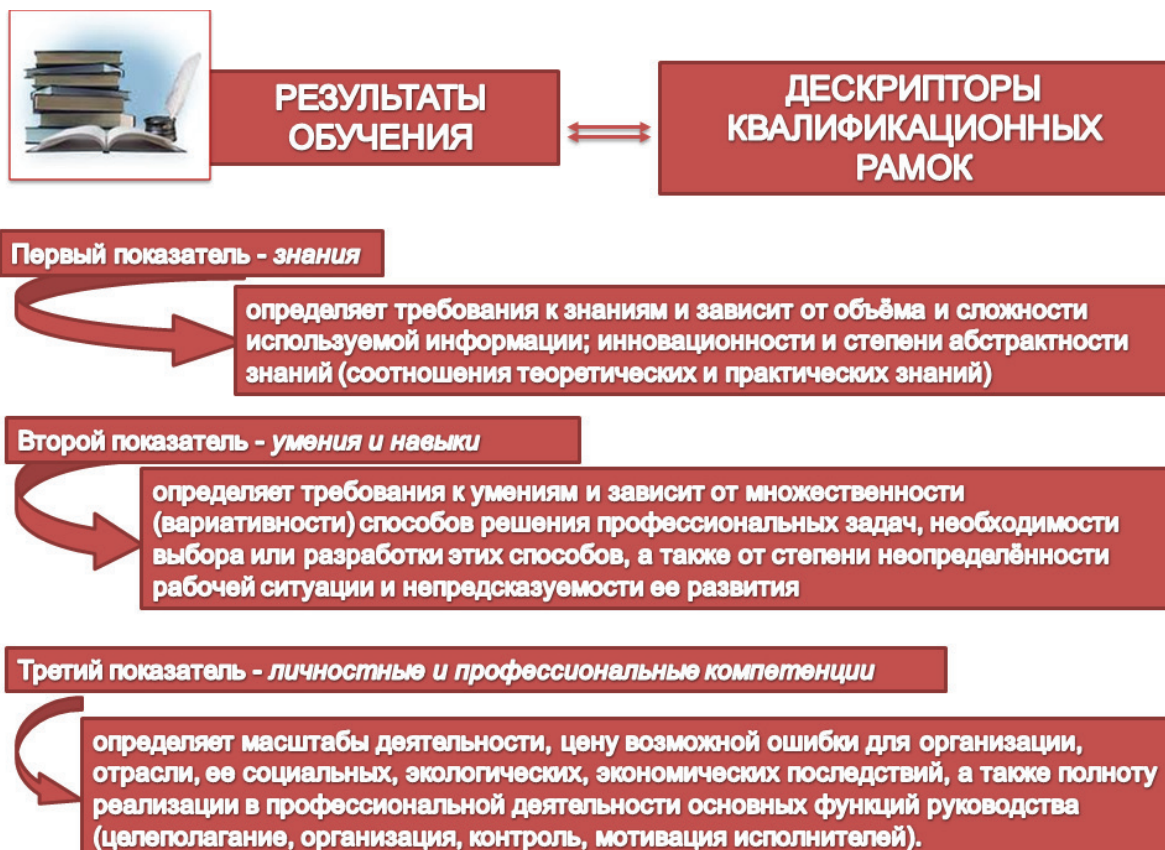 РЕЗУЛЬТАТЫ
ОБУЧЕНИЯ
ДЕСКРИПТОРЫ
КВАЛИФИКАЦИОННЫХ
РАМОК
Первый показатель - знания
определяет требования к знаниям и зависит от объёма и сложности
используемой информации; инновационности и степени абстрактности
знаний (соотношения теоретических и практических знаний)
Второй показатель - умения и навыки
определяет требования к умениям и зависит от множественности
(вариативности) способов решения профессиональных задач, необходимости
выбора или разработки этих способов, а также от степени неопределённости
рабочей ситуации и непредсказуемости ее развития
Третий показатель - личностные и профессиональные компетенции
определяет масштабы деятельности, цену возможной ошибки для организации,
отрасли, ее социальных, экологических, экономических последствий, а также полноту
реализации в профессиональной деятельности основных функций руководства
(целеполагание, организация, контроль, мотивация исполнителей).